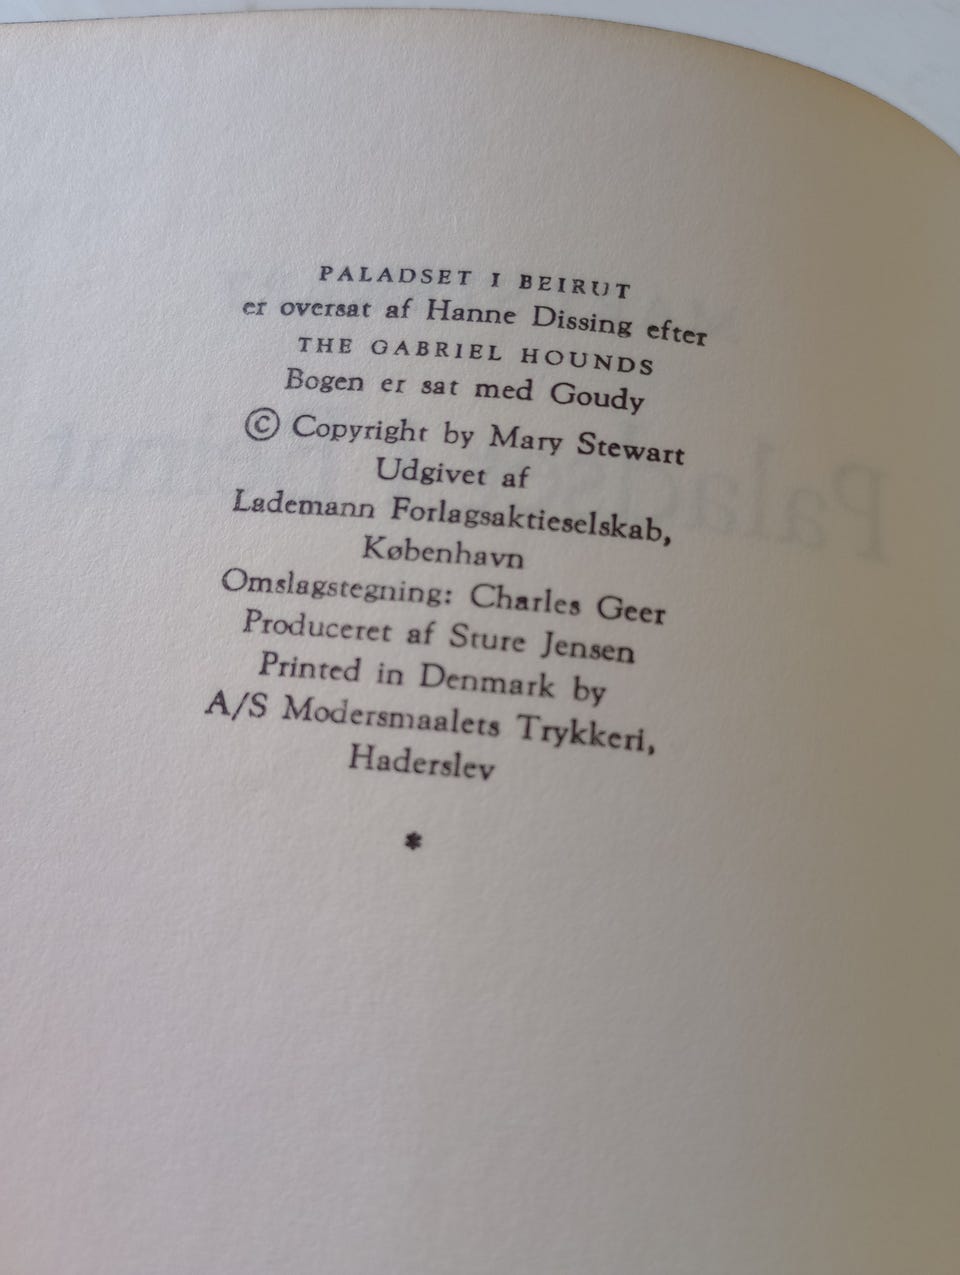 PALADSET I BEIRUT
er oversat af Hanne Dissing efter
THE GABRIEL HOUNDS
Bogen er sat med Goudy
© Copyright by Mary Stewart
Udgivet af
Lademann Forlagsaktieselskab,
København
Omslagstegning: Charles Geer
Produceret af Sture Jensen
Printed in Denmark by
A/S Modersmaalets Trykkeri,
Haderslev
*